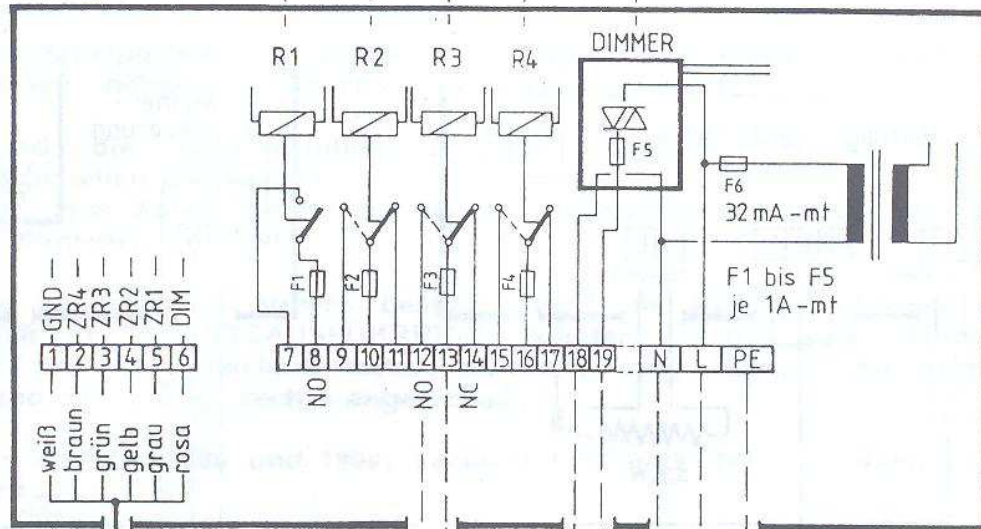 DIMMER
R1 R2 R3 R4
F5
F6
32mA-mt
F1 bis F5
je 1A-mt
F1 F2 F3 F4
GND ZR4 ZR3 ZR2 ZR1 DIM
1 2 3 4 5 6
7 8 9 10 11 12 13 14 15 16 17 18 19 N L PE
NO NO NC
weiß braun grün gelb grau rosa